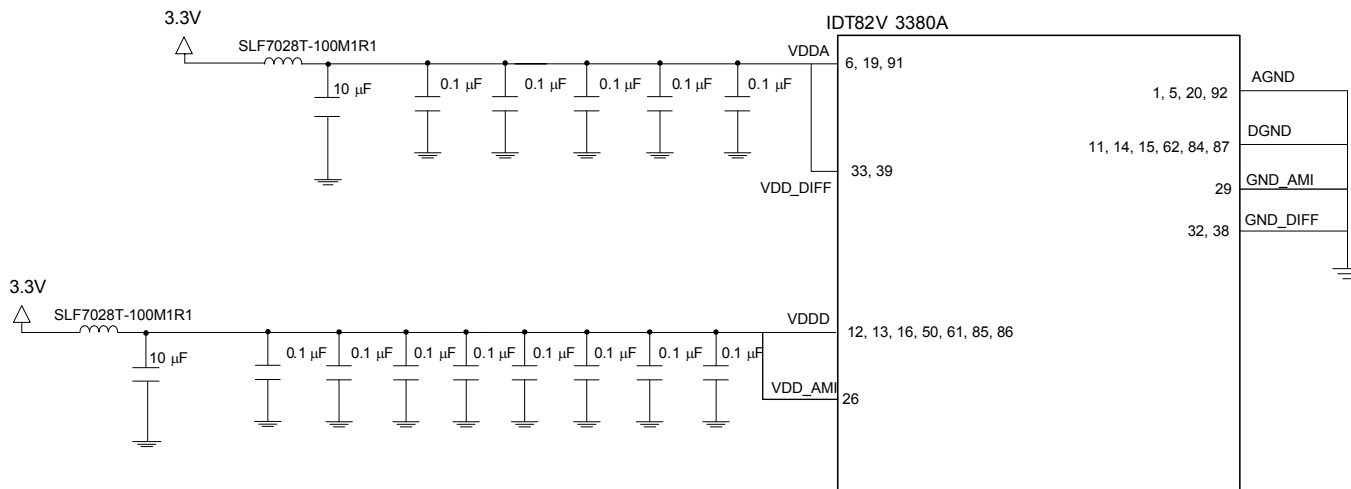 3.3V
IDT82V 3380A
SLF7028T-100M1R1
VDDA
6, 19, 91
10 µF
0.1 µF
0.1 µF
0.1 µF
0.1 µF
0.1 µF
AGND
1, 5, 20, 92
DGND
11, 14, 15, 62, 84, 87
33, 39
VDD_DIFF
29
GND_AMI
32, 38
GND_DIFF
3.3V
SLF7028T-100M1R1
VDDD
12, 13, 16, 50, 61, 85, 86
10 µF
0.1 µF
0.1 µF
0.1 µF
0.1 µF
0.1 µF
0.1 µF
0.1 µF
0.1 µF
VDD_AMI
26